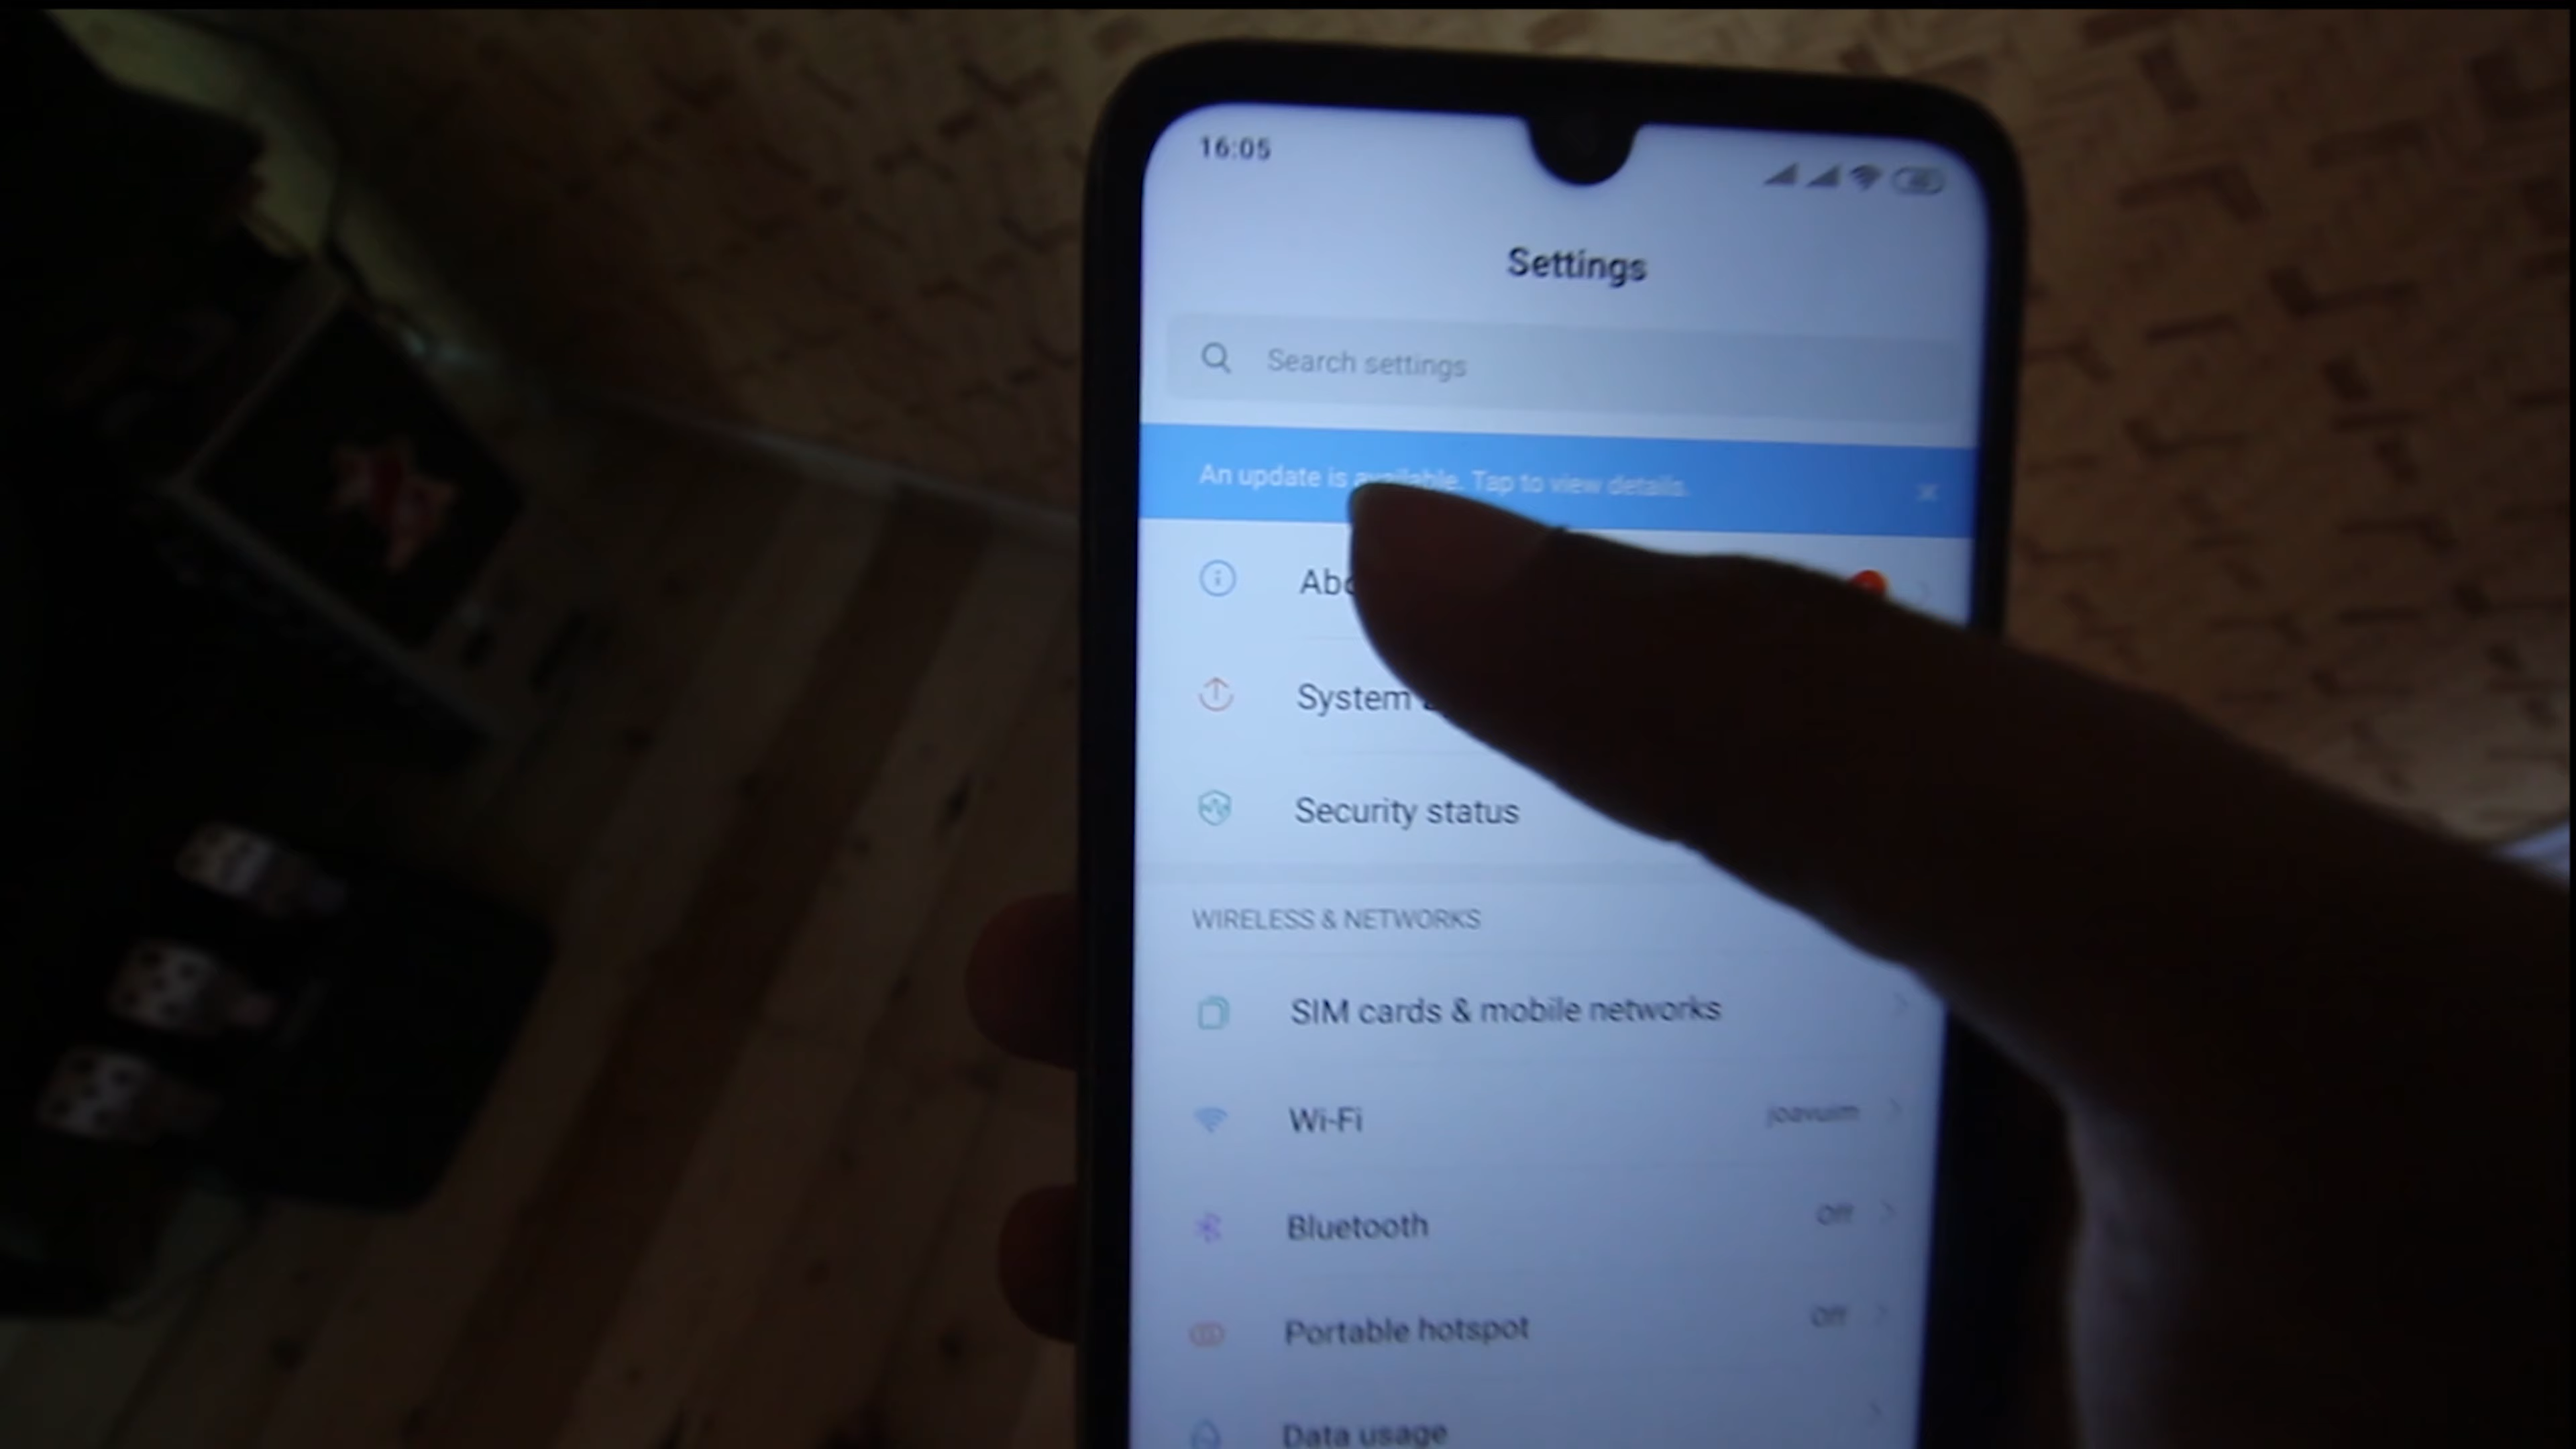 16:05
Settings
Search settings
An update is available. Tap to view details.
System
Security status
WIRELESS & NETWORKS
SIM cards & mobile networks
Wi-Fi joavuim
Bluetooth Off
Portable hotspot Off
Data usage